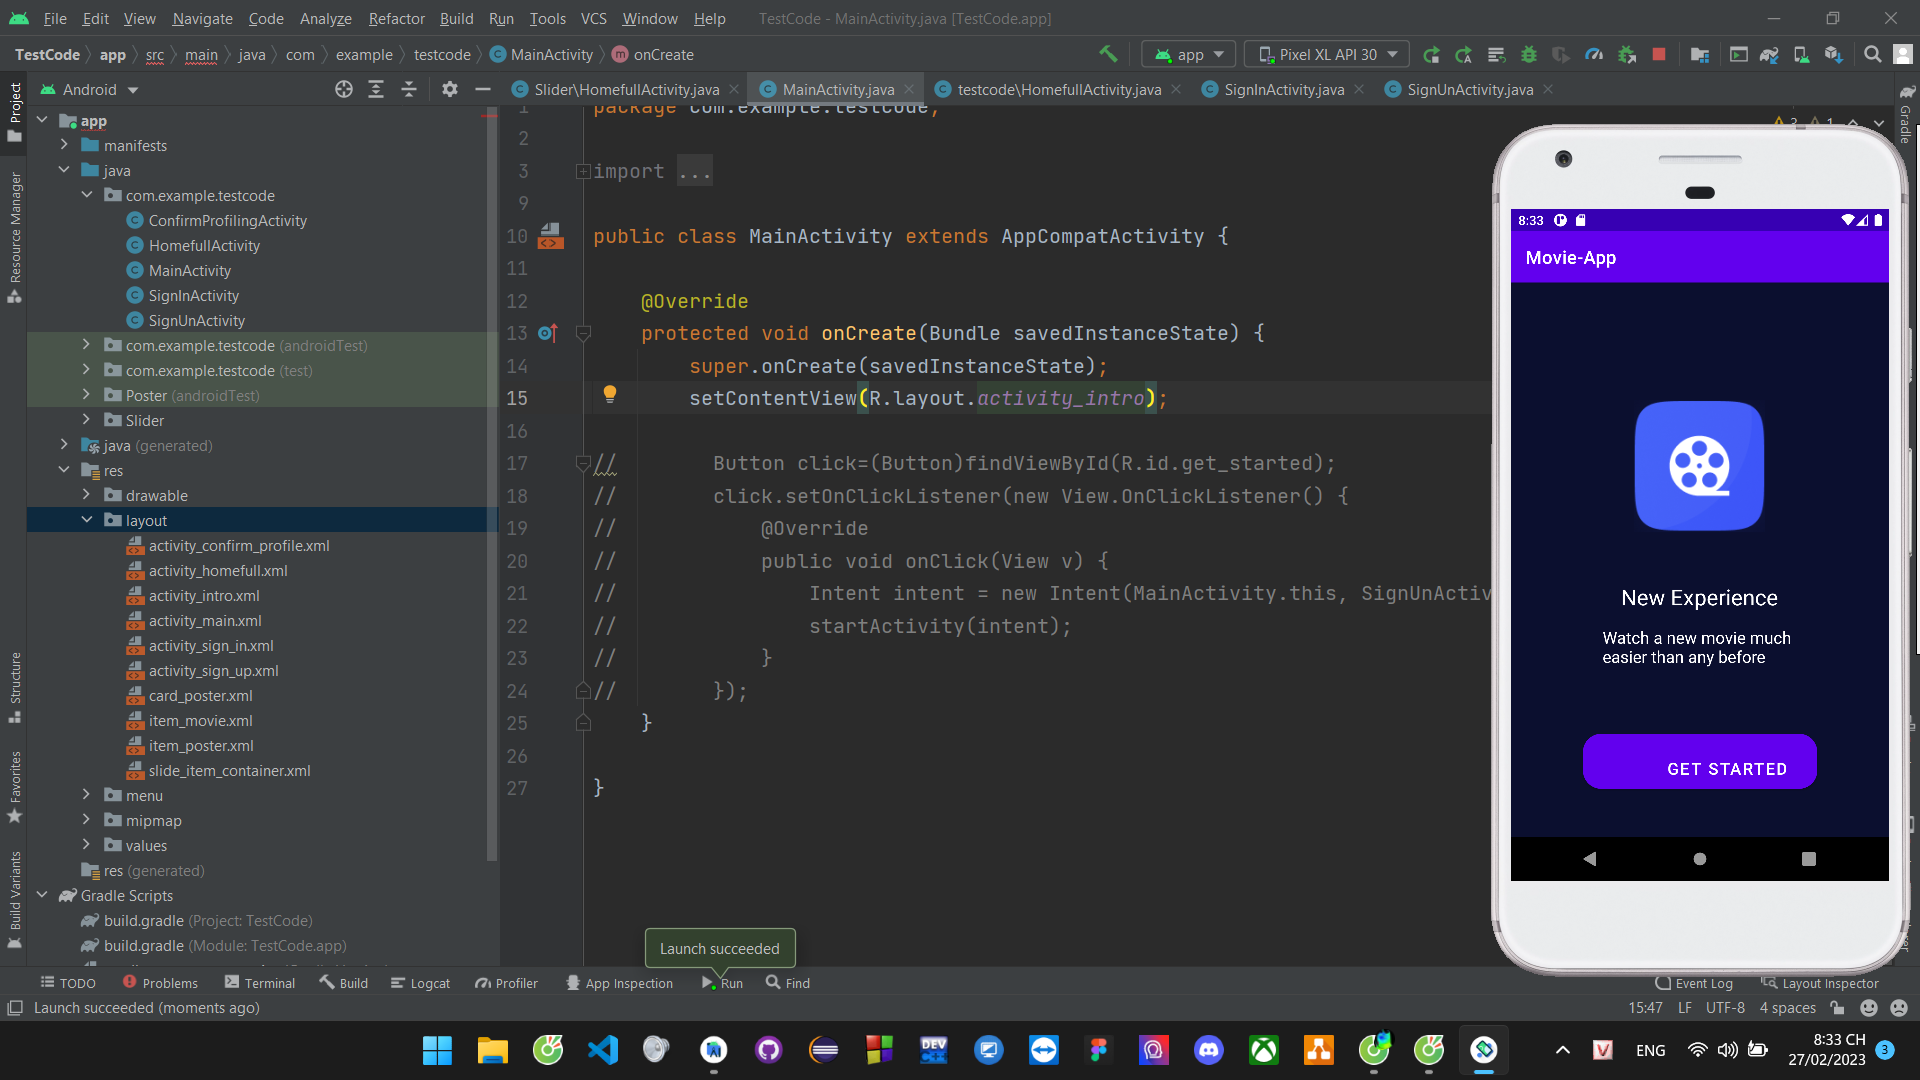 File Edit View Navigate Code Analyze Refactor Build Run Tools VCS Window Help TestCode - MainActivity.java [TestCode.app]
TestCode app src main java com example testcode MainActivity onCreate app Pixel XL API 30
Project
Android
Slider\HomefullActivity.java MainActivity.java testcode\HomefullActivity.java SignInActivity.java SignUnActivity.java
app
manifests
java
com.example.testcode
ConfirmProfilingActivity
HomefullActivity
MainActivity
SignInActivity
SignUnActivity
com.example.testcode (androidTest)
com.example.testcode (test)
Poster (androidTest)
Slider
java (generated)
res
drawable
layout
activity_confirm_profile.xml
activity_homefull.xml
activity_intro.xml
activity_main.xml
activity_sign_in.xml
activity_sign_up.xml
card_poster.xml
item_movie.xml
item_poster.xml
slide_item_container.xml
menu
mipmap
values
res (generated)
Gradle Scripts
build.gradle (Project: TestCode)
build.gradle (Module: TestCode.app)
Resource Manager
Structure
Favorites
Build Variants
Gradle
1 package com.example.testcode;
2
3 import ...
9
10 public class MainActivity extends AppCompatActivity {
11
12 @Override
13 protected void onCreate(Bundle savedInstanceState) {
14 super.onCreate(savedInstanceState);
15 setContentView(R.layout.activity_intro);
16
17 // Button click=(Button)findViewById(R.id.get_started);
18 // click.setOnClickListener(new View.OnClickListener() {
19 // @Override
20 // public void onClick(View v) {
21 // Intent intent = new Intent(MainActivity.this, SignUnActiv
22 // startActivity(intent);
23 // }
24 // });
25 }
26
27 }
8:33
Movie-App
New Experience
Watch a new movie much
easier than any before
GET STARTED
Launch succeeded
TODO Problems Terminal Build Logcat Profiler App Inspection Run Find Event Log Layout Inspector
Launch succeeded (moments ago) 15:47 LF UTF-8 4 spaces
DEV C++
V ENG 8:33 CH
27/02/2023 3